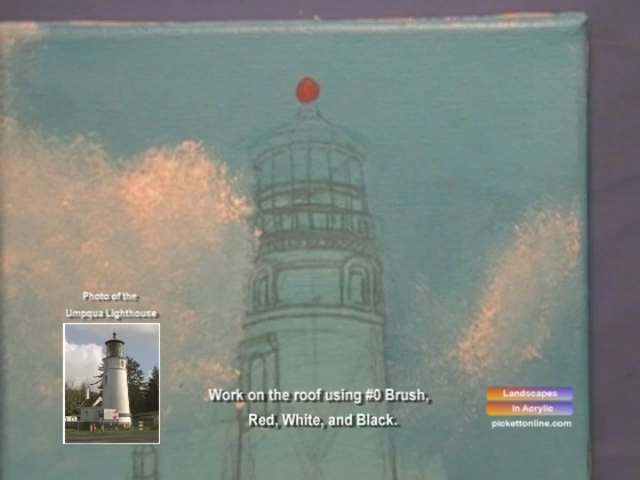 Photo of the
Umpqua Lighthouse
Work on the roof using #0 Brush,
Red, White, and Black.
Landscapes
In Acrylic
pickettonline.com